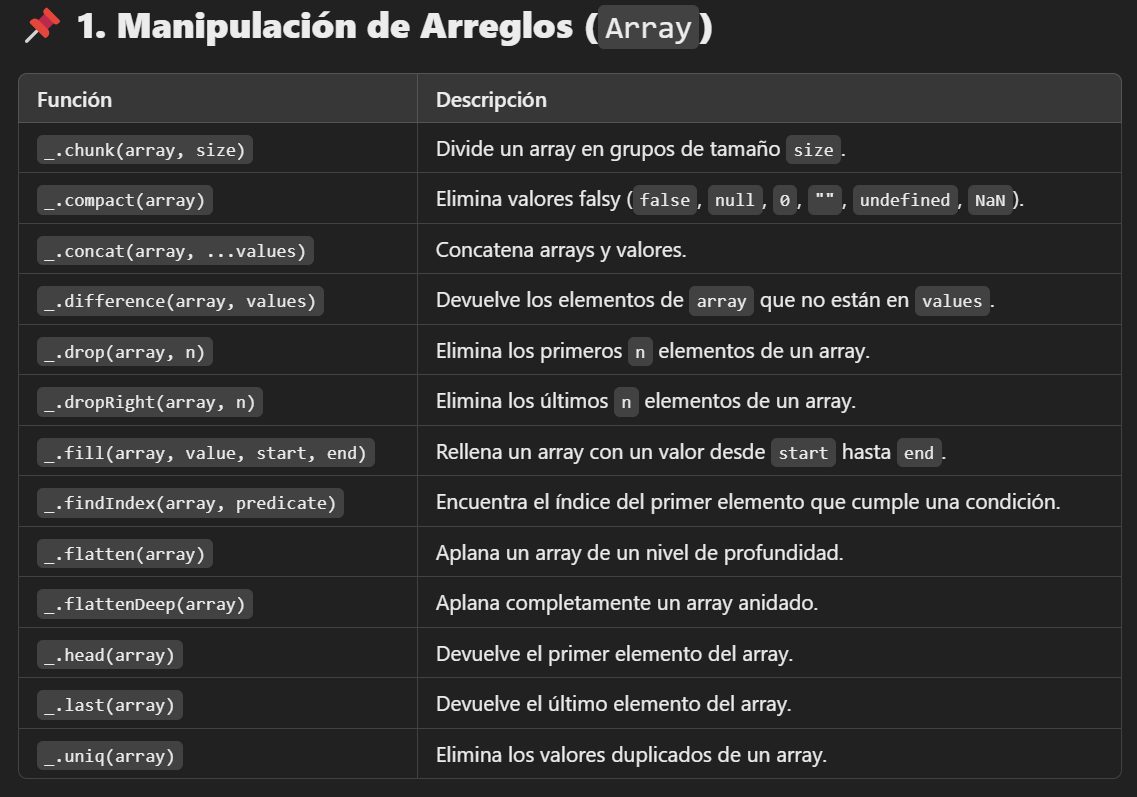 📌 1. Manipulación de Arreglos (Array)
Función Descripción
_.chunk(array, size) Divide un array en grupos de tamaño size.
_.compact(array) Elimina valores falsy (false, null, 0, "", undefined, NaN).
_.concat(array, ...values) Concatena arrays y valores.
_.difference(array, values) Devuelve los elementos de array que no están en values.
_.drop(array, n) Elimina los primeros n elementos de un array.
_.dropRight(array, n) Elimina los últimos n elementos de un array.
_.fill(array, value, start, end) Rellena un array con un valor desde start hasta end.
_.findIndex(array, predicate) Encuentra el índice del primer elemento que cumple una condición.
_.flatten(array) Aplana un array de un nivel de profundidad.
_.flattenDeep(array) Aplana completamente un array anidado.
_.head(array) Devuelve el primer elemento del array.
_.last(array) Devuelve el último elemento del array.
_.uniq(array) Elimina los valores duplicados de un array.